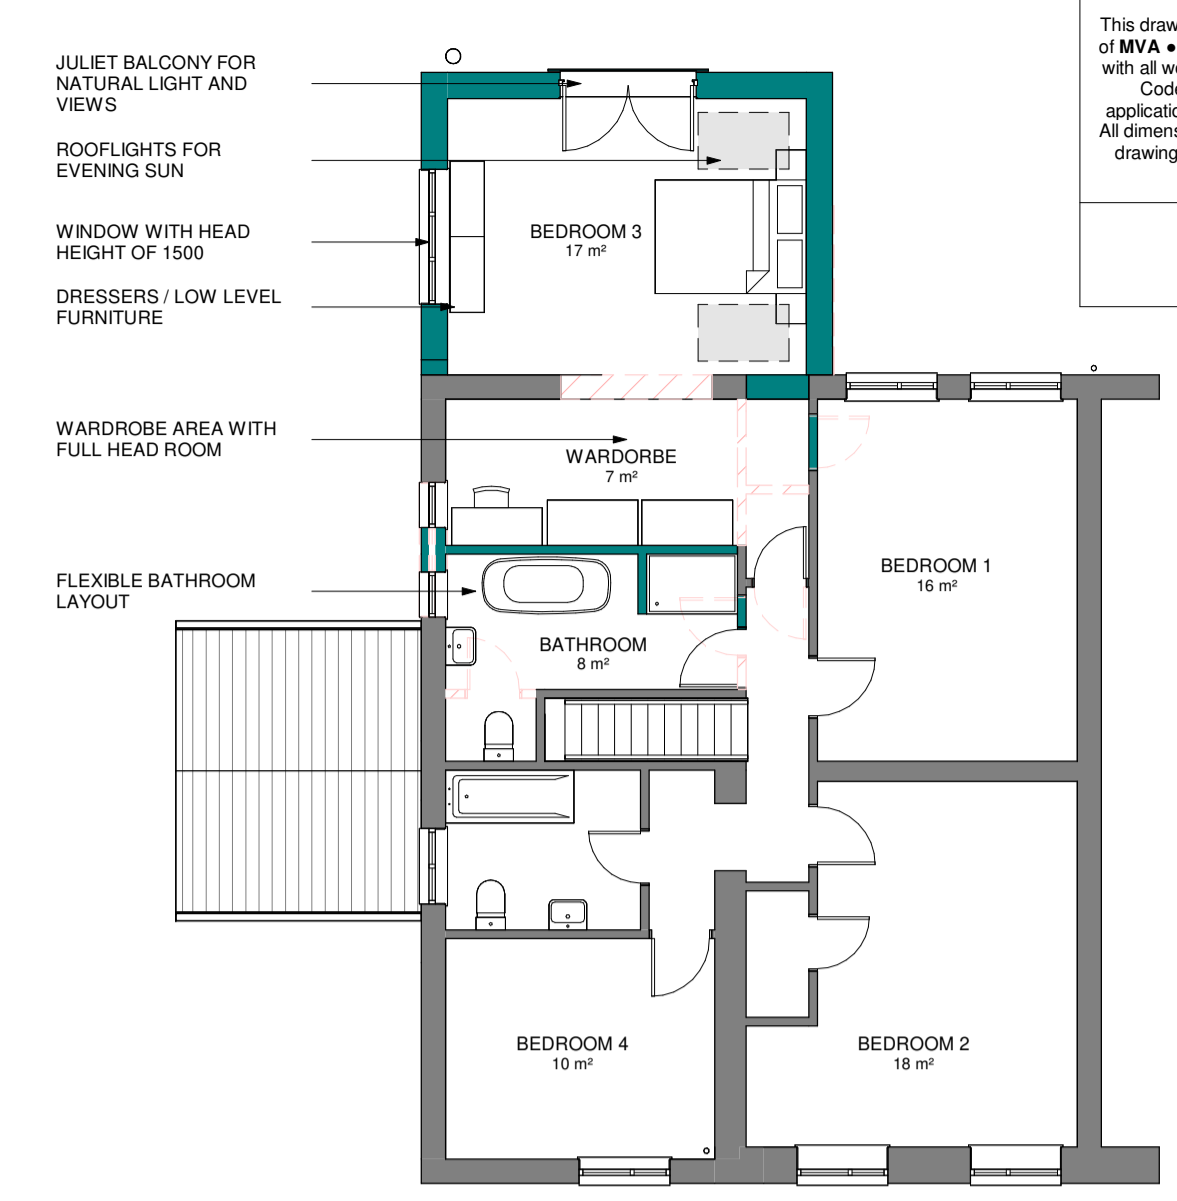 This draw
of MVA ●
with all wo
Code
applicatio
All dimens
drawing
JULIET BALCONY FOR
NATURAL LIGHT AND
VIEWS
ROOFLIGHTS FOR
EVENING SUN
WINDOW WITH HEAD
HEIGHT OF 1500
DRESSERS / LOW LEVEL
FURNITURE
BEDROOM 3
17 m²
WARDROBE AREA WITH
FULL HEAD ROOM
WARDORBE
7 m²
FLEXIBLE BATHROOM
LAYOUT
BEDROOM 1
16 m²
BATHROOM
8 m²
BEDROOM 4
10 m²
BEDROOM 2
18 m²